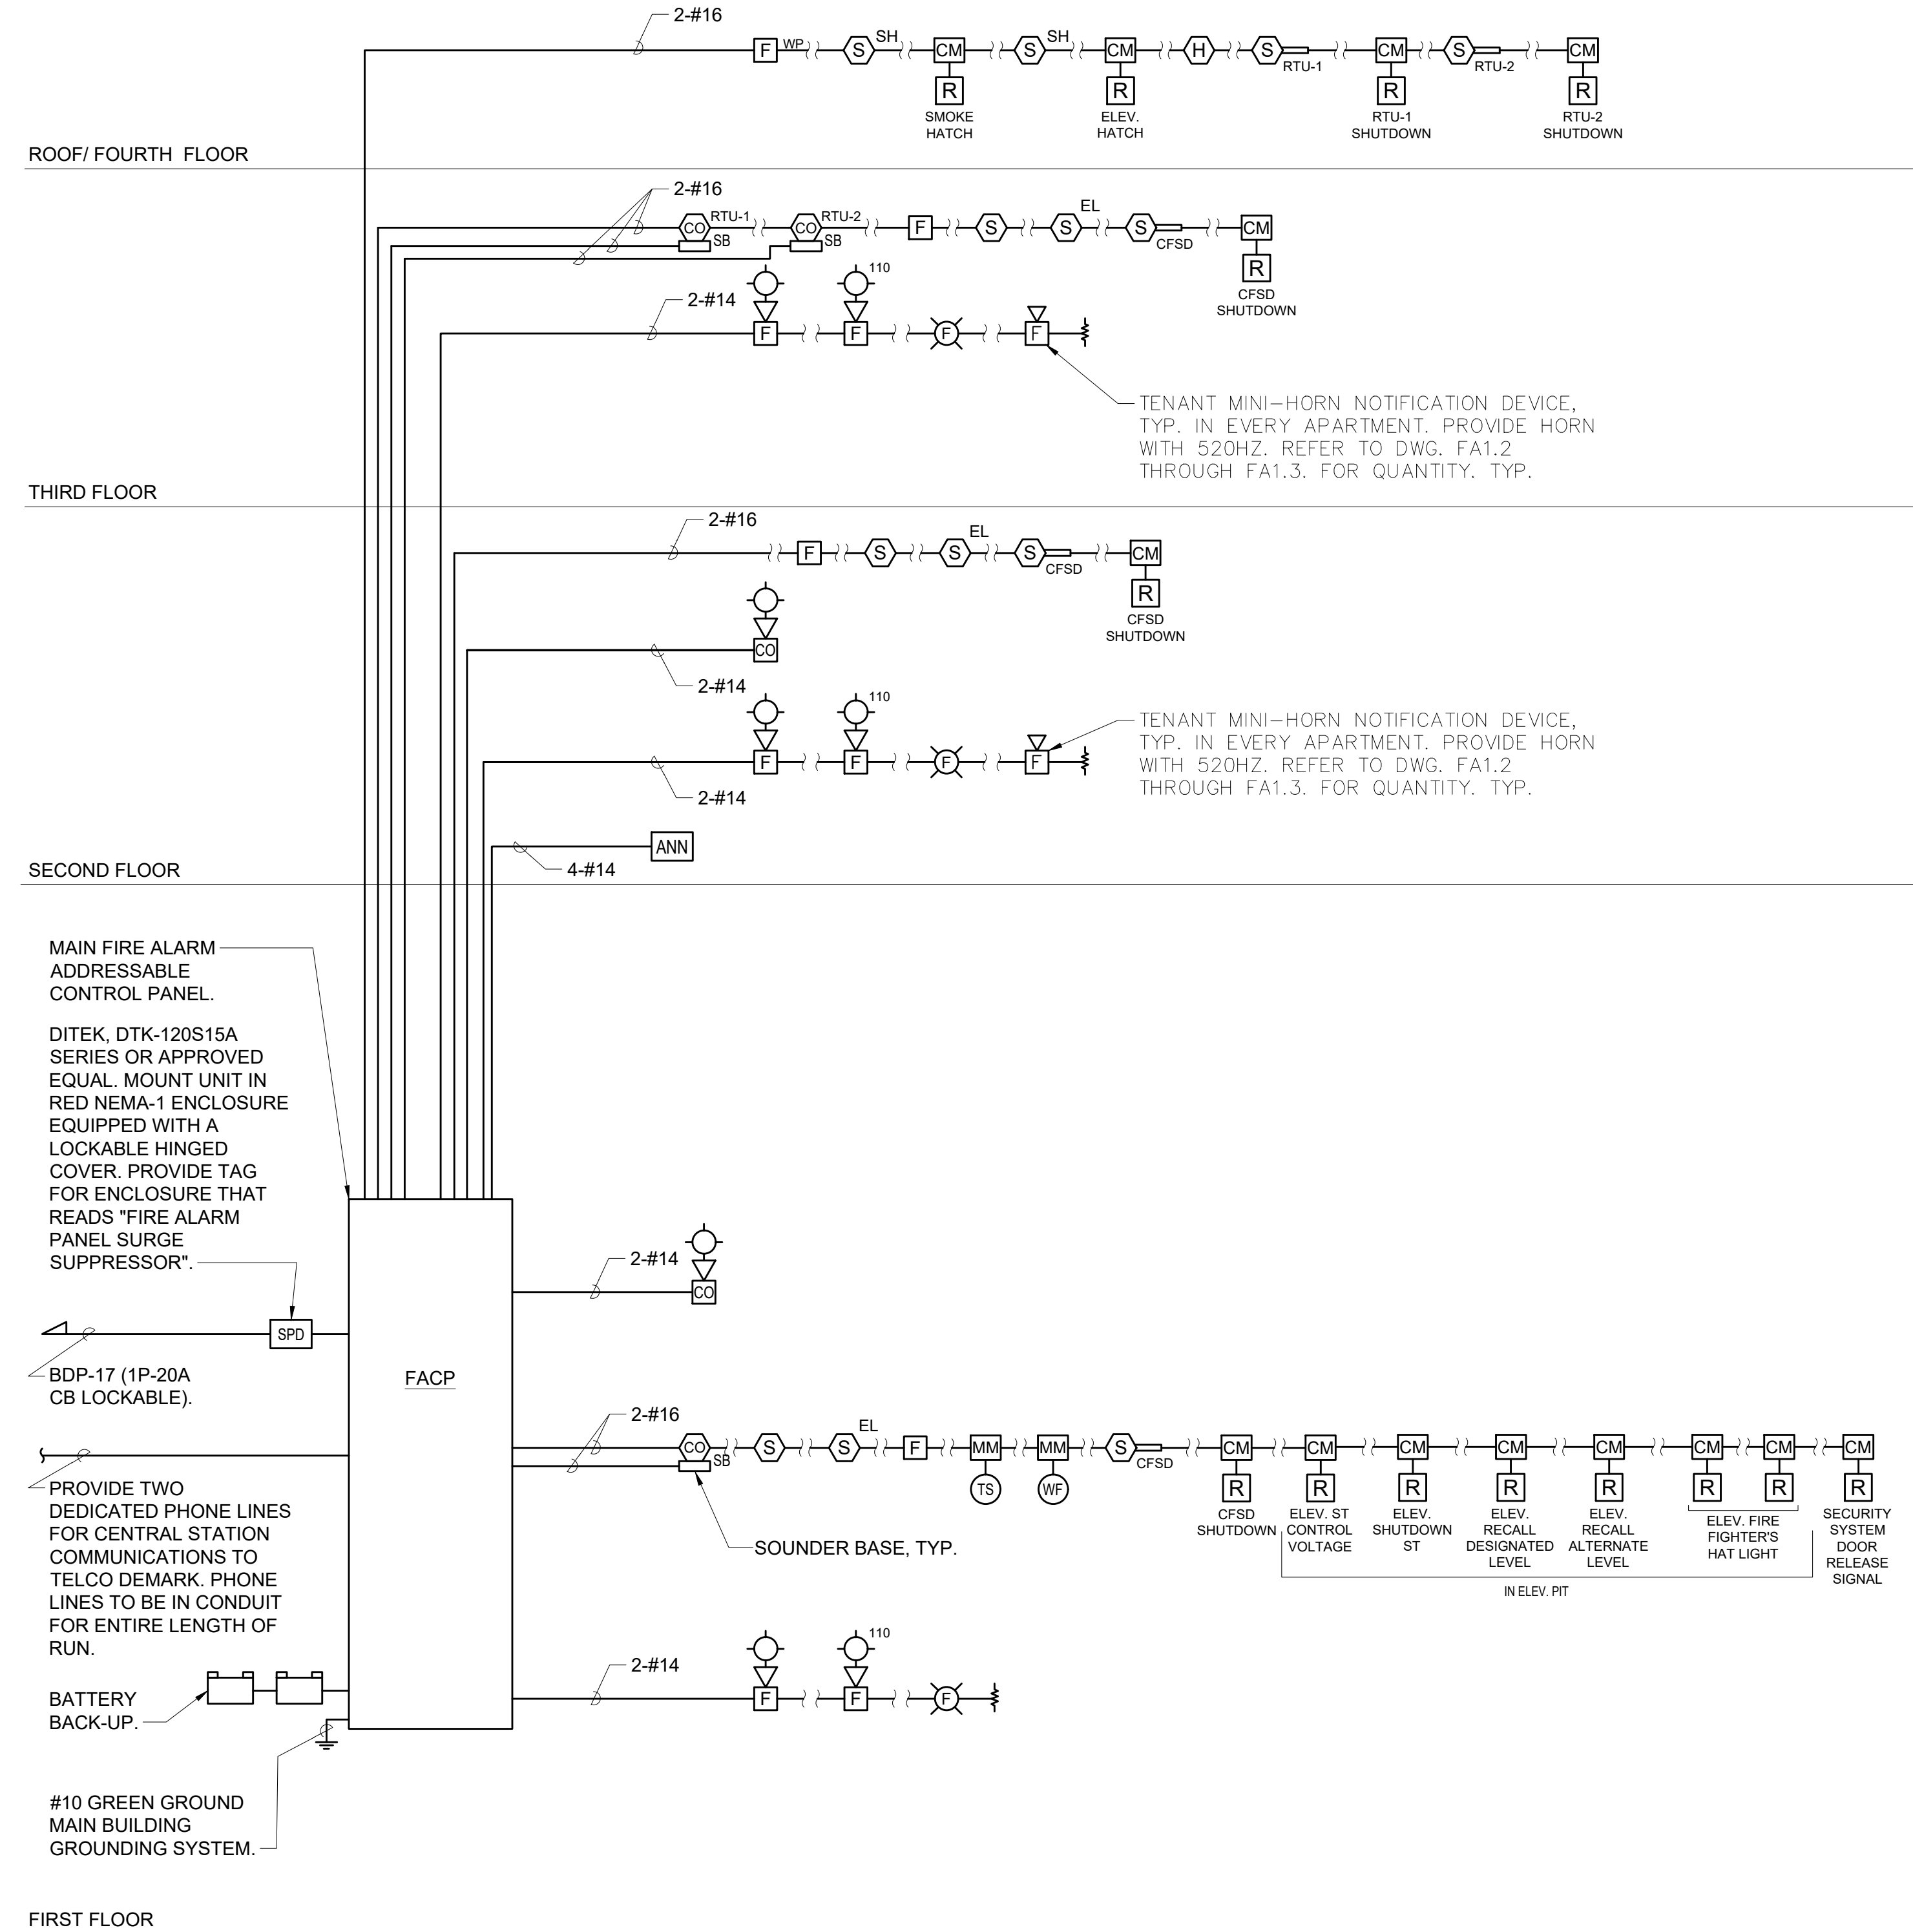 2-#16
F WP S SH CM S SH CM H S CM S CM
RTU-1 RTU-2
R R R R
SMOKE HATCH
ELEV. HATCH
RTU-1 SHUTDOWN
RTU-2 SHUTDOWN
ROOF/ FOURTH  FLOOR
2-#16
CO RTU-1 CO RTU-2 F S S EL S CM
SB SB CFSD
R
CFSD
SHUTDOWN
110
2-#14
F F F F
TENANT MINI-HORN NOTIFICATION DEVICE,
TYP. IN EVERY APARTMENT. PROVIDE HORN
WITH 520HZ. REFER TO DWG. FA1.2
THROUGH FA1.3. FOR QUANTITY. TYP.
THIRD FLOOR
2-#16
F S S EL S CM
CFSD
R
CFSD
SHUTDOWN
CO
2-#14
110
F F F F
2-#14
TENANT MINI-HORN NOTIFICATION DEVICE,
TYP. IN EVERY APARTMENT. PROVIDE HORN
WITH 520HZ. REFER TO DWG. FA1.2
THROUGH FA1.3. FOR QUANTITY. TYP.
ANN
4-#14
SECOND FLOOR
MAIN FIRE ALARM
ADDRESSABLE
CONTROL PANEL.
DITEK, DTK-120S15A
SERIES OR APPROVED
EQUAL. MOUNT UNIT IN
RED NEMA-1 ENCLOSURE
EQUIPPED WITH A
LOCKABLE HINGED
COVER. PROVIDE TAG
FOR ENCLOSURE THAT
READS "FIRE ALARM
PANEL SURGE
SUPPRESSOR".
SPD
BDP-17 (1P-20A
CB LOCKABLE).
FACP
PROVIDE TWO
DEDICATED PHONE LINES
FOR CENTRAL STATION
COMMUNICATIONS TO
TELCO DEMARK. PHONE
LINES TO BE IN CONDUIT
FOR ENTIRE LENGTH OF
RUN.
BATTERY
BACK-UP.
#10 GREEN GROUND
MAIN BUILDING
GROUNDING SYSTEM.
2-#14
CO
2-#16
CO S S EL F MM MM S CM CM CM CM CM CM CM CM
SB CFSD
TS WF R R R R R R R R
SOUNDER BASE, TYP.
CFSD
SHUTDOWN
ELEV. ST
CONTROL
VOLTAGE
ELEV.
SHUTDOWN
ST
ELEV.
RECALL
DESIGNATED
LEVEL
ELEV.
RECALL
ALTERNATE
LEVEL
ELEV. FIRE
FIGHTER'S
HAT LIGHT
SECURITY
SYSTEM
DOOR
RELEASE
SIGNAL
IN ELEV. PIT
110
2-#14
F F F
FIRST FLOOR